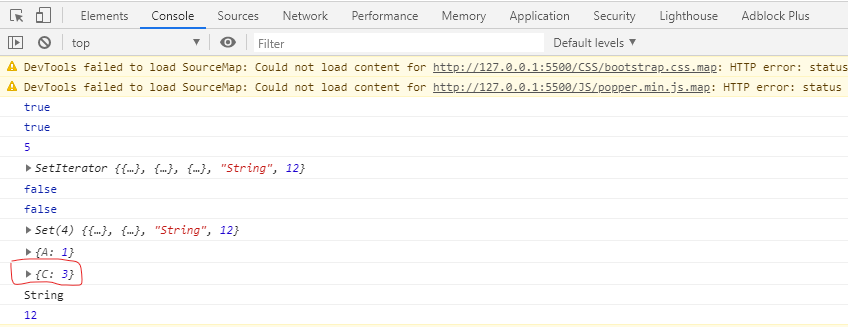 Elements Console Sources Network Performance Memory Application Security Lighthouse Adblock Plus
top Filter Default levels
DevTools failed to load SourceMap: Could not load content for http://127.0.0.1:5500/CSS/bootstrap.css.map: HTTP error: status
DevTools failed to load SourceMap: Could not load content for http://127.0.0.1:5500/JS/popper.min.js.map: HTTP error: status
true
true
5
SetIterator {{…}, {…}, {…}, "String", 12}
false
false
Set(4) {{…}, {…}, "String", 12}
{A: 1}
{C: 3}
String
12